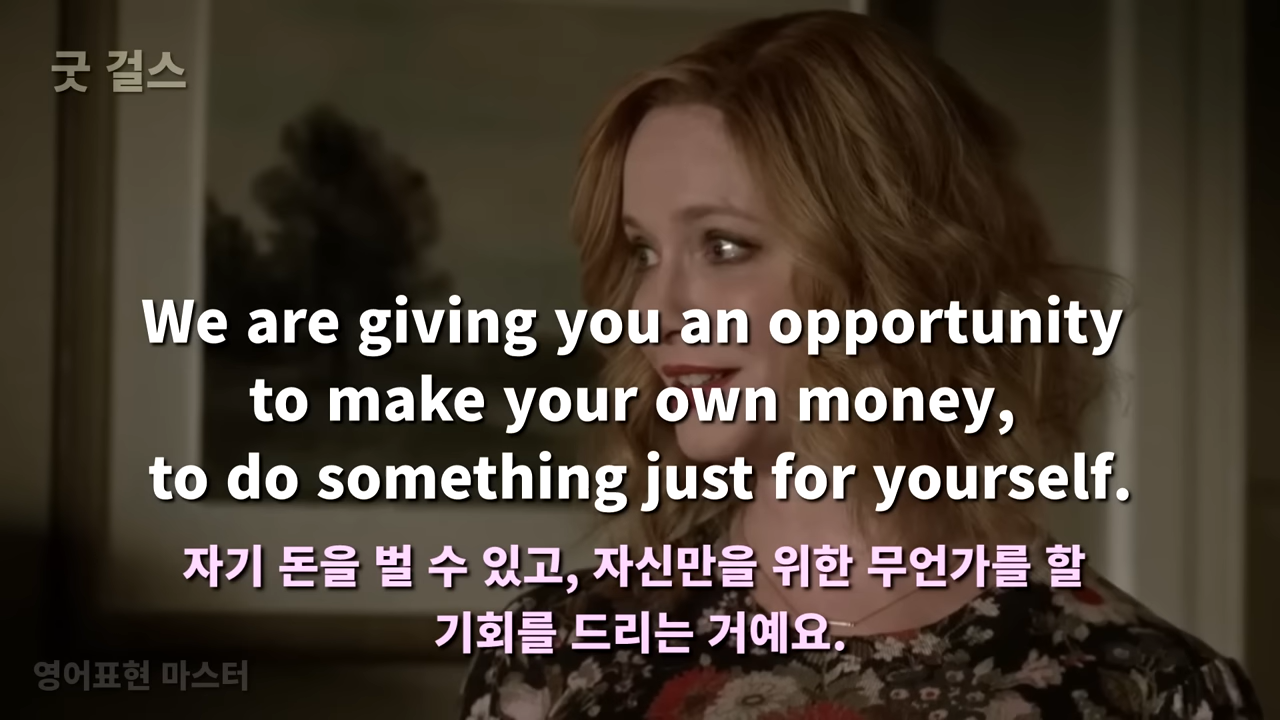 굿 걸스
We are giving you an opportunity
to make your own money,
to do something just for yourself.
자기 돈을 벌 수 있고, 자신만을 위한 무언가를 할
기회를 드리는 거예요.
영어표현 마스터